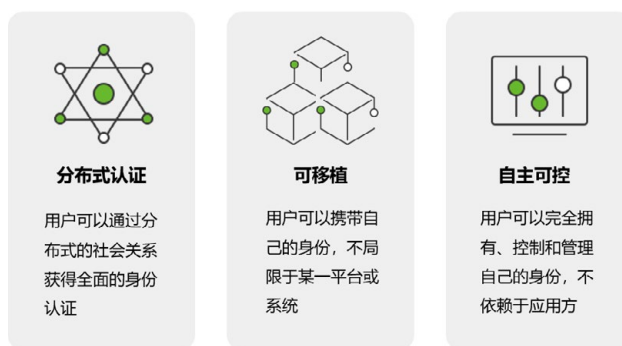 分布式认证
用户可以通过分
布式的社会关系
获得全面的身份
认证
可移植
用户可以携带自
己的身份，不局
限于某一平台或
系统
自主可控
用户可以完全拥
有、控制和管理
自己的身份，不
依赖于应用方